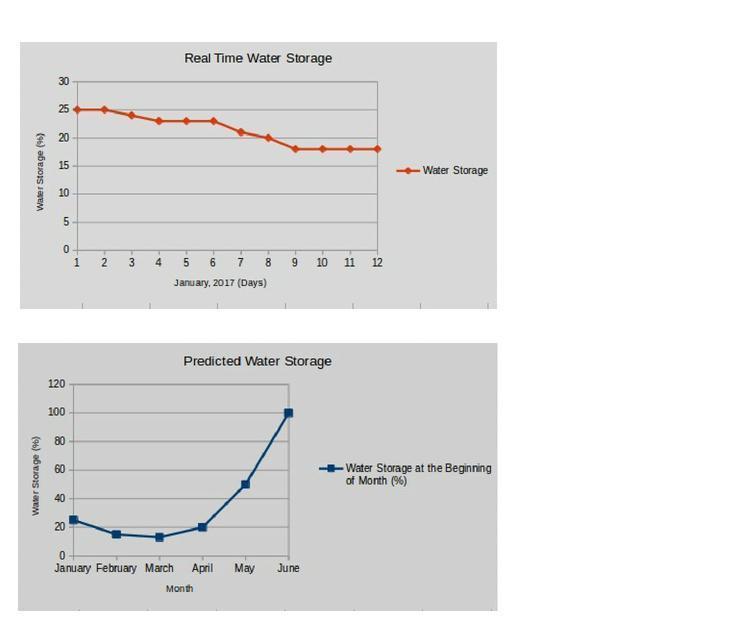 Real Time Water Storage
30
25
20
15
10
5
0
Water Storage (%)
1 2 3 4 5 6 7 8 9 10 11 12
January, 2017 (Days)
Water Storage
Predicted Water Storage
120
100
80
60
40
20
0
Water Storage (%)
January February March April May June
Month
Water Storage at the Beginning
of Month (%)